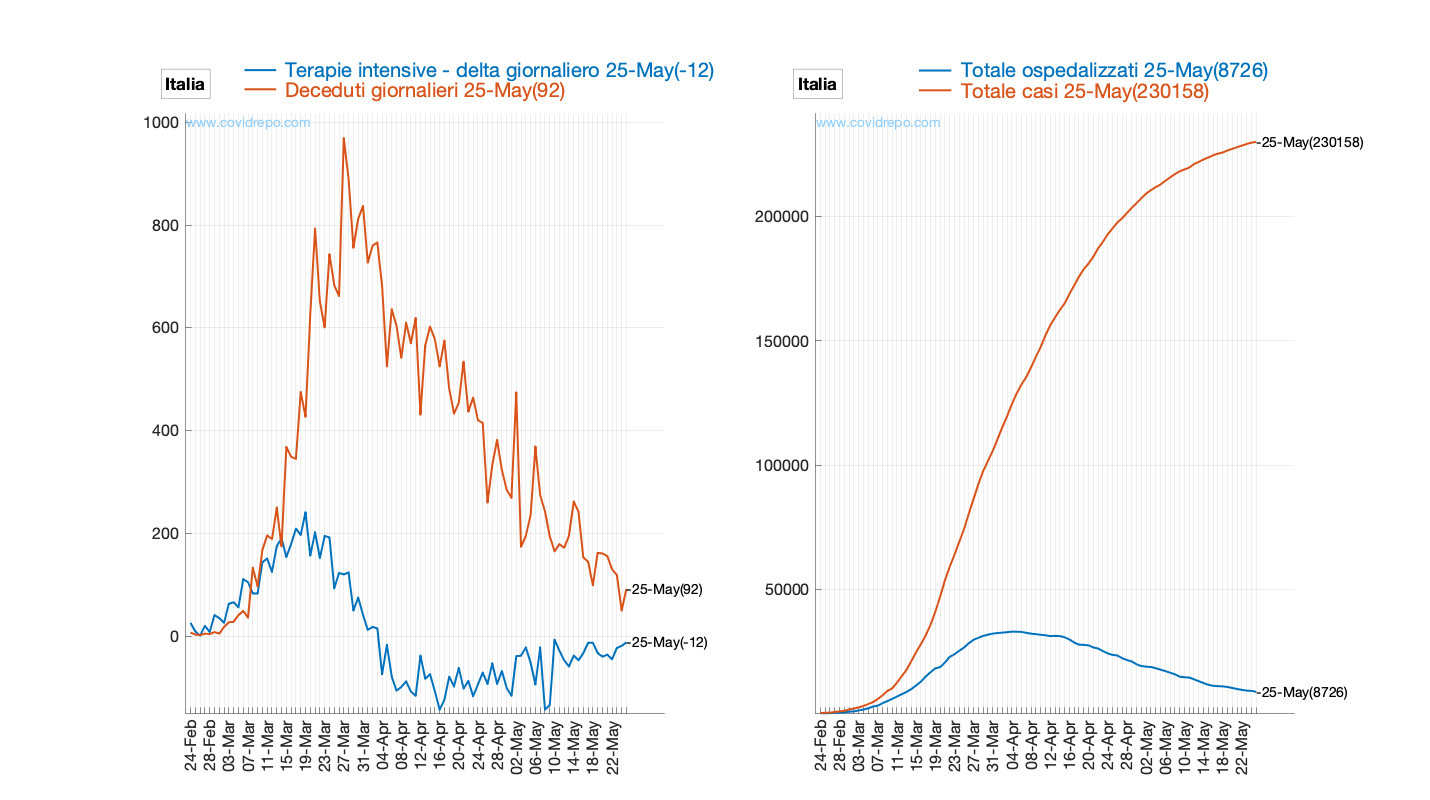 Italia
Terapie intensive - delta giornaliero 25-May(-12)
Deceduti giornalieri 25-May(92)
www.covidrepo.com
1000
800
600
400
200
0
25-May(92)
25-May(-12)
24-Feb
28-Feb
03-Mar
07-Mar
11-Mar
15-Mar
19-Mar
23-Mar
27-Mar
31-Mar
04-Apr
08-Apr
12-Apr
16-Apr
20-Apr
24-Apr
28-Apr
02-May
06-May
10-May
14-May
18-May
22-May
Italia
Totale ospedalizzati 25-May(8726)
Totale casi 25-May(230158)
www.covidrepo.com
200000
150000
100000
50000
25-May(230158)
25-May(8726)
24-Feb
28-Feb
03-Mar
07-Mar
11-Mar
15-Mar
19-Mar
23-Mar
27-Mar
31-Mar
04-Apr
08-Apr
12-Apr
16-Apr
20-Apr
24-Apr
28-Apr
02-May
06-May
10-May
14-May
18-May
22-May